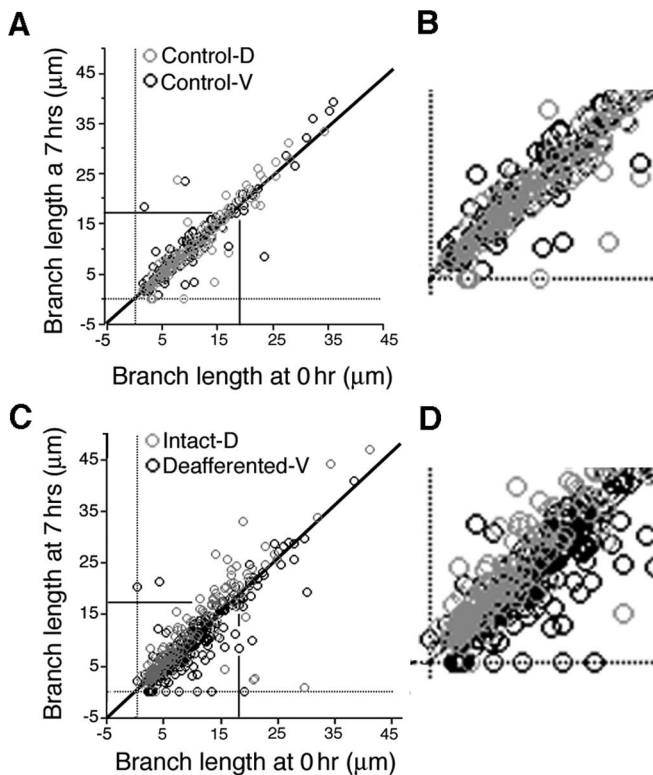 A
B
Control-D
Control-V
Branch length a 7 hrs (μm)
45
35
25
15
5
-5
-5 5 15 25 35 45
Branch length at 0 hr (μm)
C
D
Intact-D
Deafferented-V
Branch length at 7 hrs (μm)
45
35
25
15
5
-5
-5 5 15 25 35 45
Branch length at 0 hr (μm)